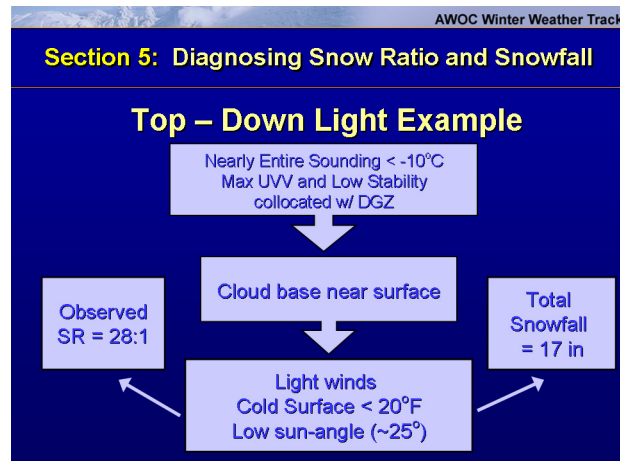 AWOC Winter Weather Track
Section 5: Diagnosing Snow Ratio and Snowfall
Top – Down Light Example
Nearly Entire Sounding < -10°C
Max UVV and Low Stability
collocated w/ DGZ
Cloud base near surface
Observed
SR = 28:1
Total
Snowfall
= 17 in
Light winds
Cold Surface < 20°F
Low sun-angle (~25°)